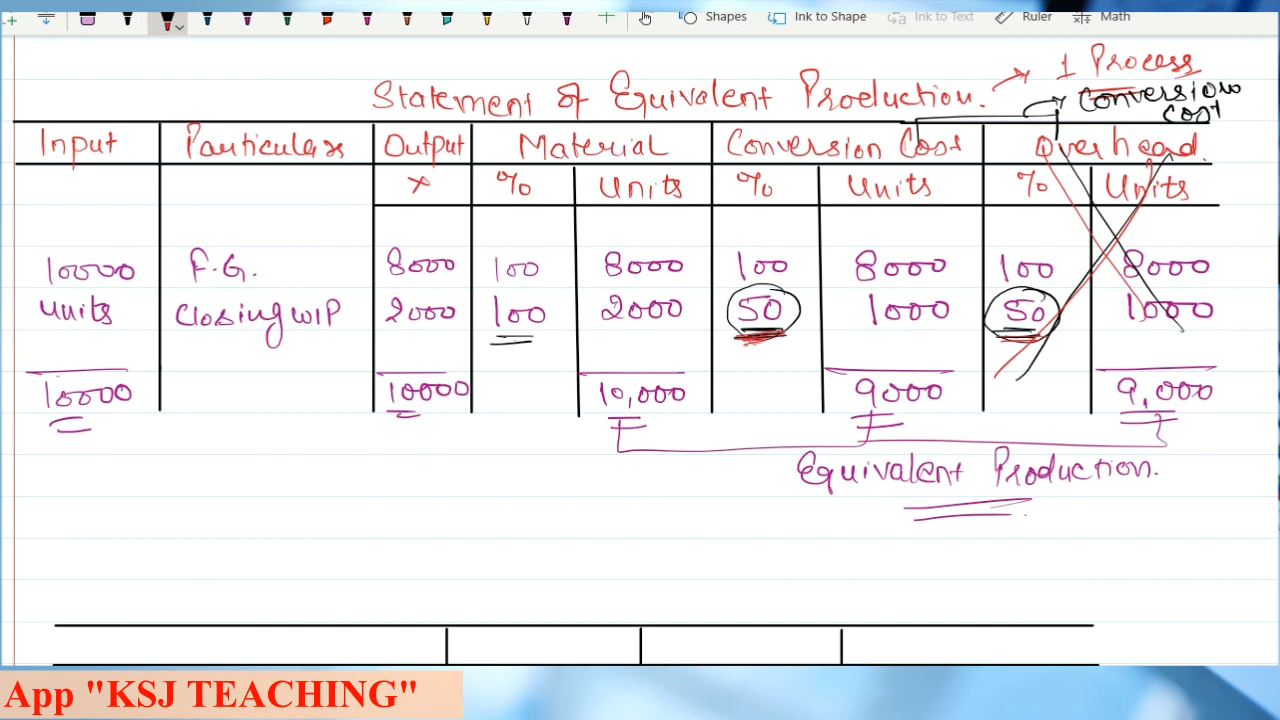 Shapes Ink to Shape Ink to Text Ruler Math
Statement of Equivalent Production. → 1 Process
Conversion
Cost
Input Particulars Output Material Conversion Cost Overhead.
× % Units % Units % Units
10000 F.G. 8000 100 8000 100 8000 100 8000
Units Closing WIP 2000 100 2000 50 1000 50 1000
10000 10000 10,000 9000 9,000
Equivalent Production.
App "KSJ TEACHING"